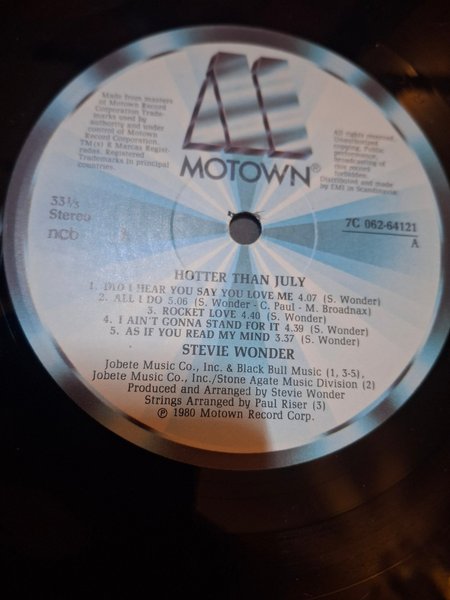 Made from masters
of Motown Record
Corporation Trade-
marks used by
authority and under
control of Motown
Record Corporation.
TM(s) R Marcas Regist-
radas. Registered
Trademarks in principal
countries.
MOTOWN®
All rights reserved.
Unauthorized
copying, Public
Performance,
Broadcasting of
this record
forbidden.
Distributed and made
by EMI in Scandinavia.
33⅓
Stereo
ncb
7C 062-64121
A
HOTTER THAN JULY
1. DID I HEAR YOU SAY YOU LOVE ME 4.07 (S. Wonder)
2. ALL I DO 5.06 (S. Wonder - C. Paul - M. Broadnax)
3. ROCKET LOVE 4.40 (S. Wonder)
4. I AIN'T GONNA STAND FOR IT 4.39 (S. Wonder)
5. AS IF YOU READ MY MIND 3.37 (S. Wonder)
STEVIE WONDER
Jobete Music Co., Inc. & Black Bull Music (1, 3-5),
Jobete Music Co., Inc./Stone Agate Music Division (2)
Produced and Arranged by Stevie Wonder
Strings Arranged by Paul Riser (3)
℗ 1980 Motown Record Corp.